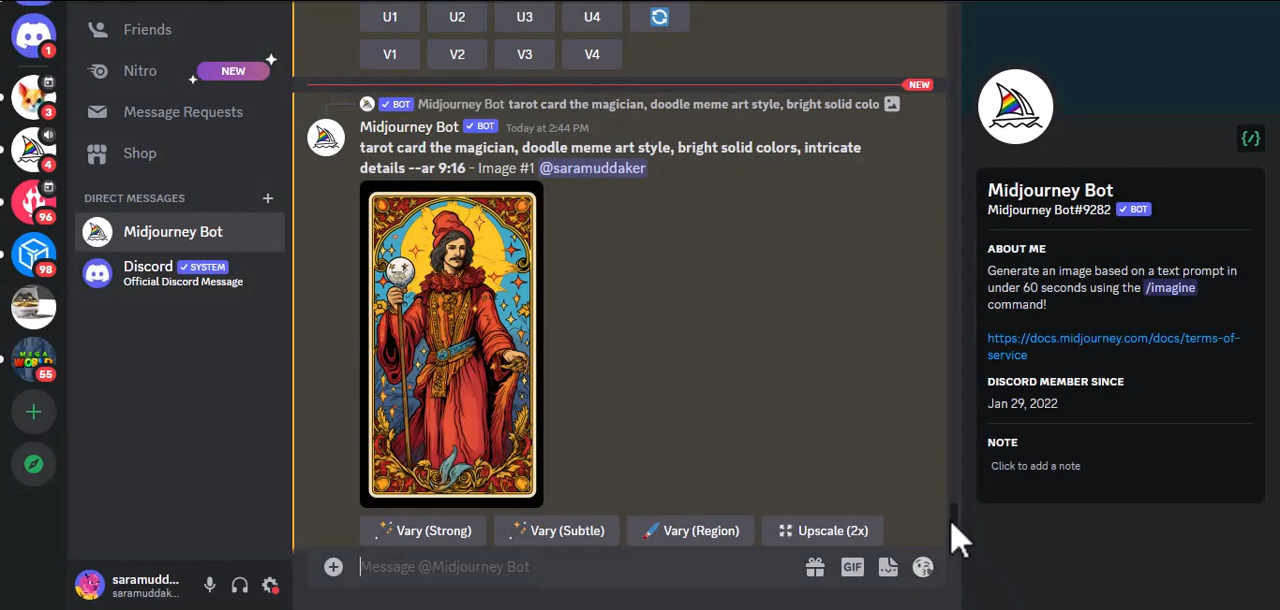 Friends
Nitro
NEW
Message Requests
Shop
DIRECT MESSAGES
Midjourney Bot
Discord ✓ SYSTEM
Official Discord Message
saramudd...
saramuddak...
1
3
4
96
98
MEGA
WORLD
55
U1 U2 U3 U4
V1 V2 V3 V4
NEW
✓ BOT Midjourney Bot tarot card the magician, doodle meme art style, bright solid colo
Midjourney Bot ✓ BOT Today at 2:44 PM
tarot card the magician, doodle meme art style, bright solid colors, intricate
details --ar 9:16 - Image #1 @saramuddaker
Vary (Strong) Vary (Subtle) Vary (Region) Upscale (2x)
Message @Midjourney Bot
GIF
Midjourney Bot
Midjourney Bot#9282 ✓ BOT
ABOUT ME
Generate an image based on a text prompt in
under 60 seconds using the /imagine
command!
https://docs.midjourney.com/docs/terms-of-
service
DISCORD MEMBER SINCE
Jan 29, 2022
NOTE
Click to add a note